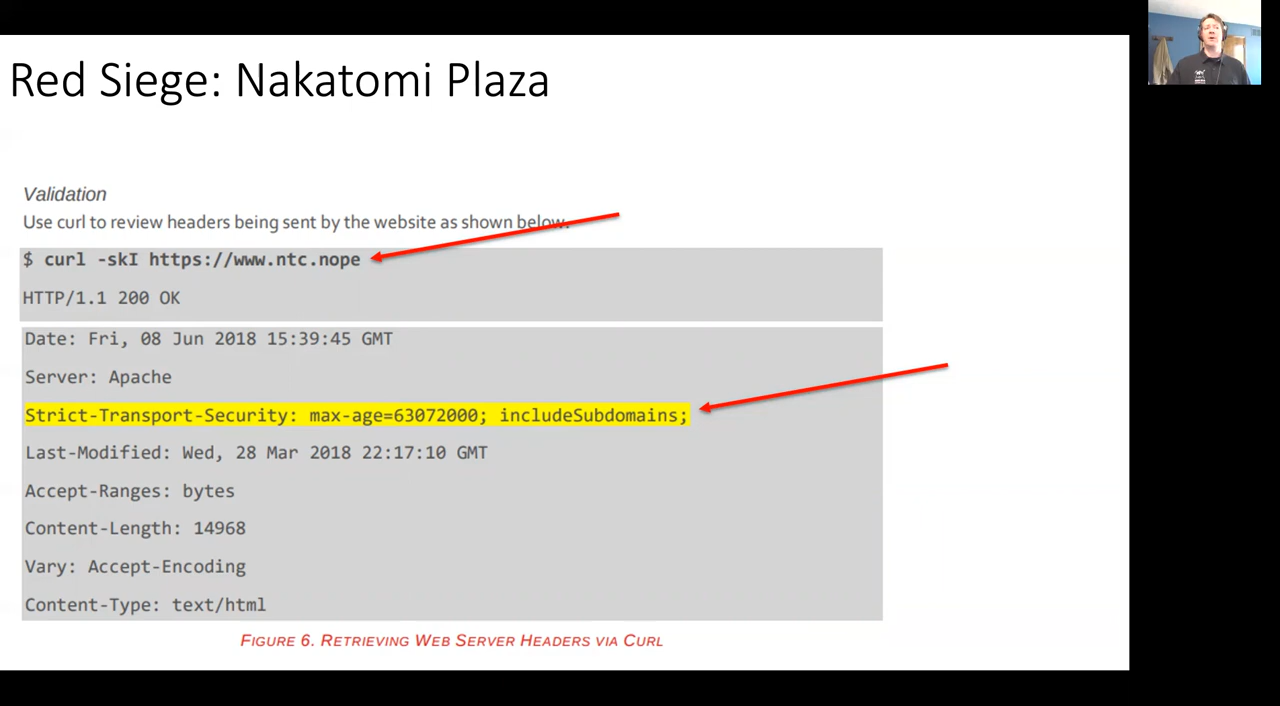 Red Siege: Nakatomi Plaza
Validation
Use curl to review headers being sent by the website as shown below.
$ curl -skI https://www.ntc.nope
HTTP/1.1 200 OK
Date: Fri, 08 Jun 2018 15:39:45 GMT
Server: Apache
Strict-Transport-Security: max-age=63072000; includeSubdomains;
Last-Modified: Wed, 28 Mar 2018 22:17:10 GMT
Accept-Ranges: bytes
Content-Length: 14968
Vary: Accept-Encoding
Content-Type: text/html
FIGURE 6. RETRIEVING WEB SERVER HEADERS VIA CURL